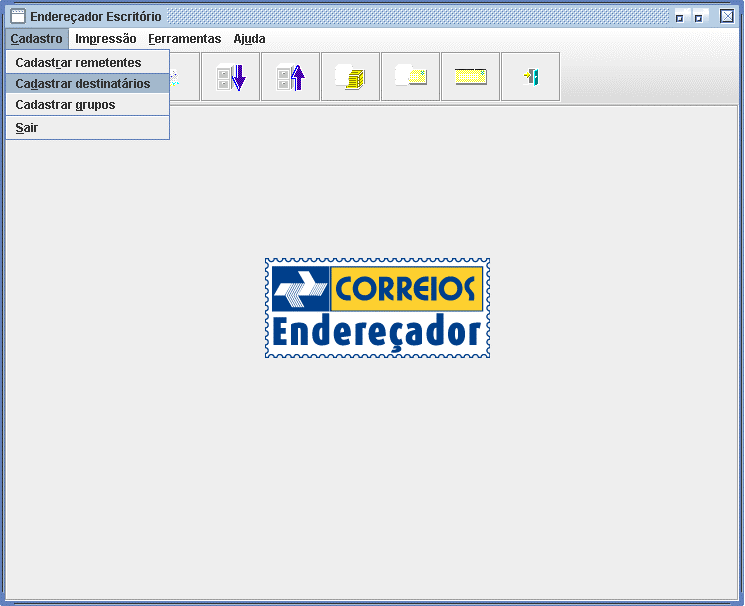 Endereçador Escritório
Cadastro Impressão Ferramentas Ajuda
Cadastrar remetentes
Cadastrar destinatários
Cadastrar grupos
Sair
CORREIOS
Endereçador